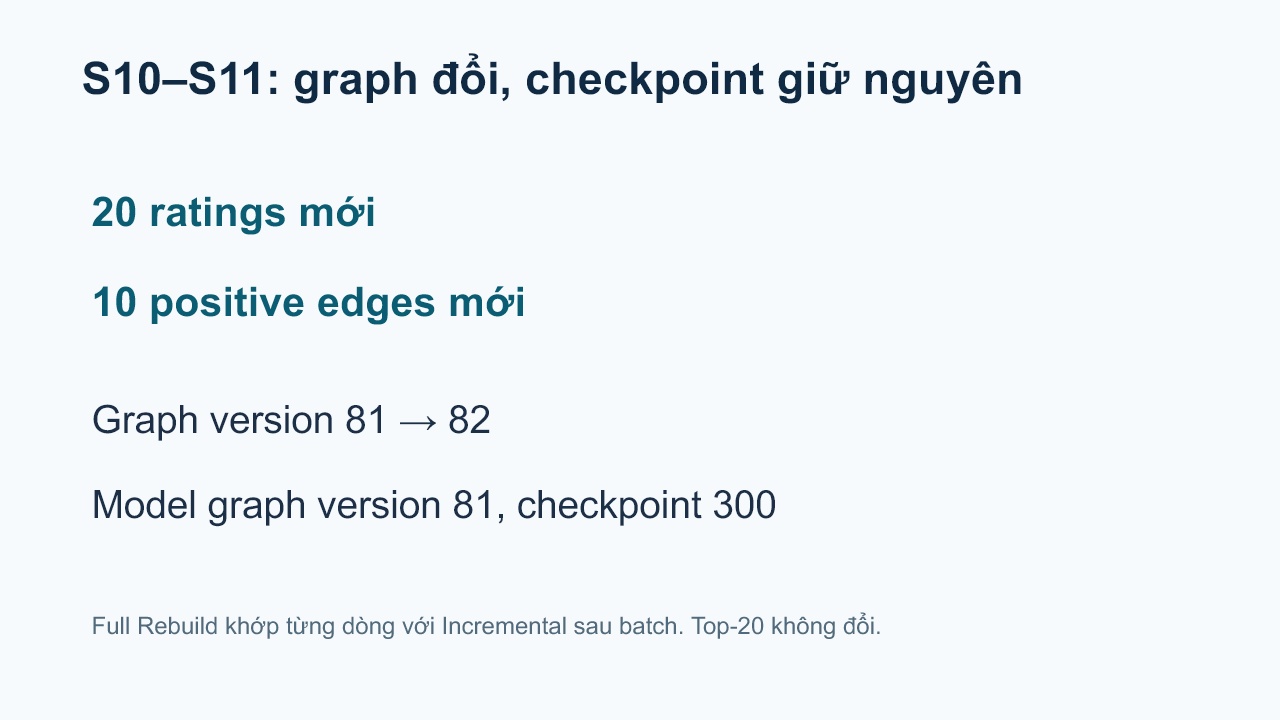 S10–S11: graph đổi, checkpoint giữ nguyên
20 ratings mới
10 positive edges mới
Graph version 81 → 82
Model graph version 81, checkpoint 300
Full Rebuild khớp từng dòng với Incremental sau batch. Top-20 không đổi.